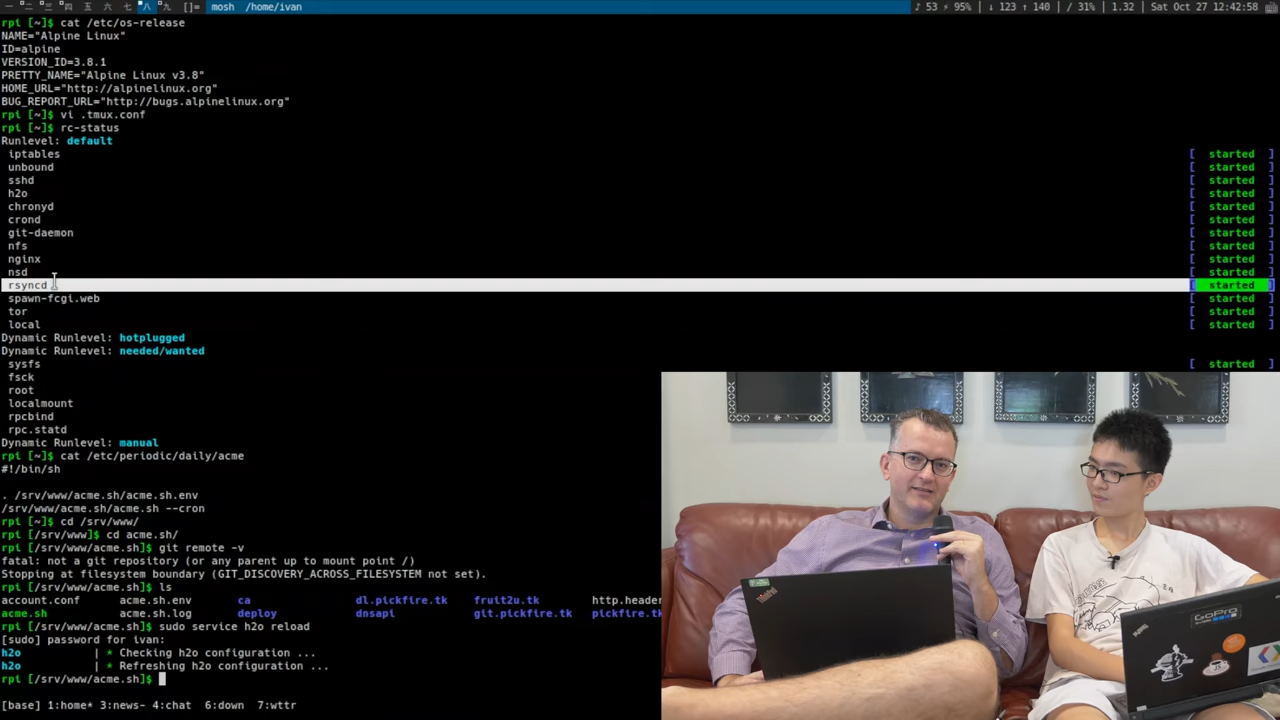 一 二 三 四 五 六 七 八 九 []= mosh /home/ivan ♪ 53 ⚡ 95% | ↓ 123 ↑ 140 | / 31% | 1.32 | Sat Oct 27 12:42:58
rpi [~]$ cat /etc/os-release
NAME="Alpine Linux"
ID=alpine
VERSION_ID=3.8.1
PRETTY_NAME="Alpine Linux v3.8"
HOME_URL="http://alpinelinux.org"
BUG_REPORT_URL="http://bugs.alpinelinux.org"
rpi [~]$ vi .tmux.conf
rpi [~]$ rc-status
Runlevel: default
iptables [ started ]
unbound [ started ]
sshd [ started ]
h2o [ started ]
chronyd [ started ]
crond [ started ]
git-daemon [ started ]
nfs [ started ]
nginx [ started ]
nsd [ started ]
rsyncd [ started ]
spawn-fcgi.web [ started ]
tor [ started ]
local [ started ]
Dynamic Runlevel: hotplugged
Dynamic Runlevel: needed/wanted
sysfs [ started ]
fsck
root
localmount
rpcbind
rpc.statd
Dynamic Runlevel: manual
rpi [~]$ cat /etc/periodic/daily/acme
#!/bin/sh
. /srv/www/acme.sh/acme.sh.env
/srv/www/acme.sh/acme.sh --cron
rpi [~]$ cd /srv/www/
rpi [/srv/www]$ cd acme.sh/
rpi [/srv/www/acme.sh]$ git remote -v
fatal: not a git repository (or any parent up to mount point /)
Stopping at filesystem boundary (GIT_DISCOVERY_ACROSS_FILESYSTEM not set).
rpi [/srv/www/acme.sh]$ ls
account.conf acme.sh.env ca dl.pickfire.tk fruit2u.tk http.header
acme.sh acme.sh.log deploy dnsapi git.pickfire.tk pickfire.tk
rpi [/srv/www/acme.sh]$ sudo service h2o reload
[sudo] password for ivan:
h2o | * Checking h2o configuration ...
h2o | * Refreshing h2o configuration ...
rpi [/srv/www/acme.sh]$
[base] 1:home* 3:news- 4:chat 6:down 7:wttr
GoPro